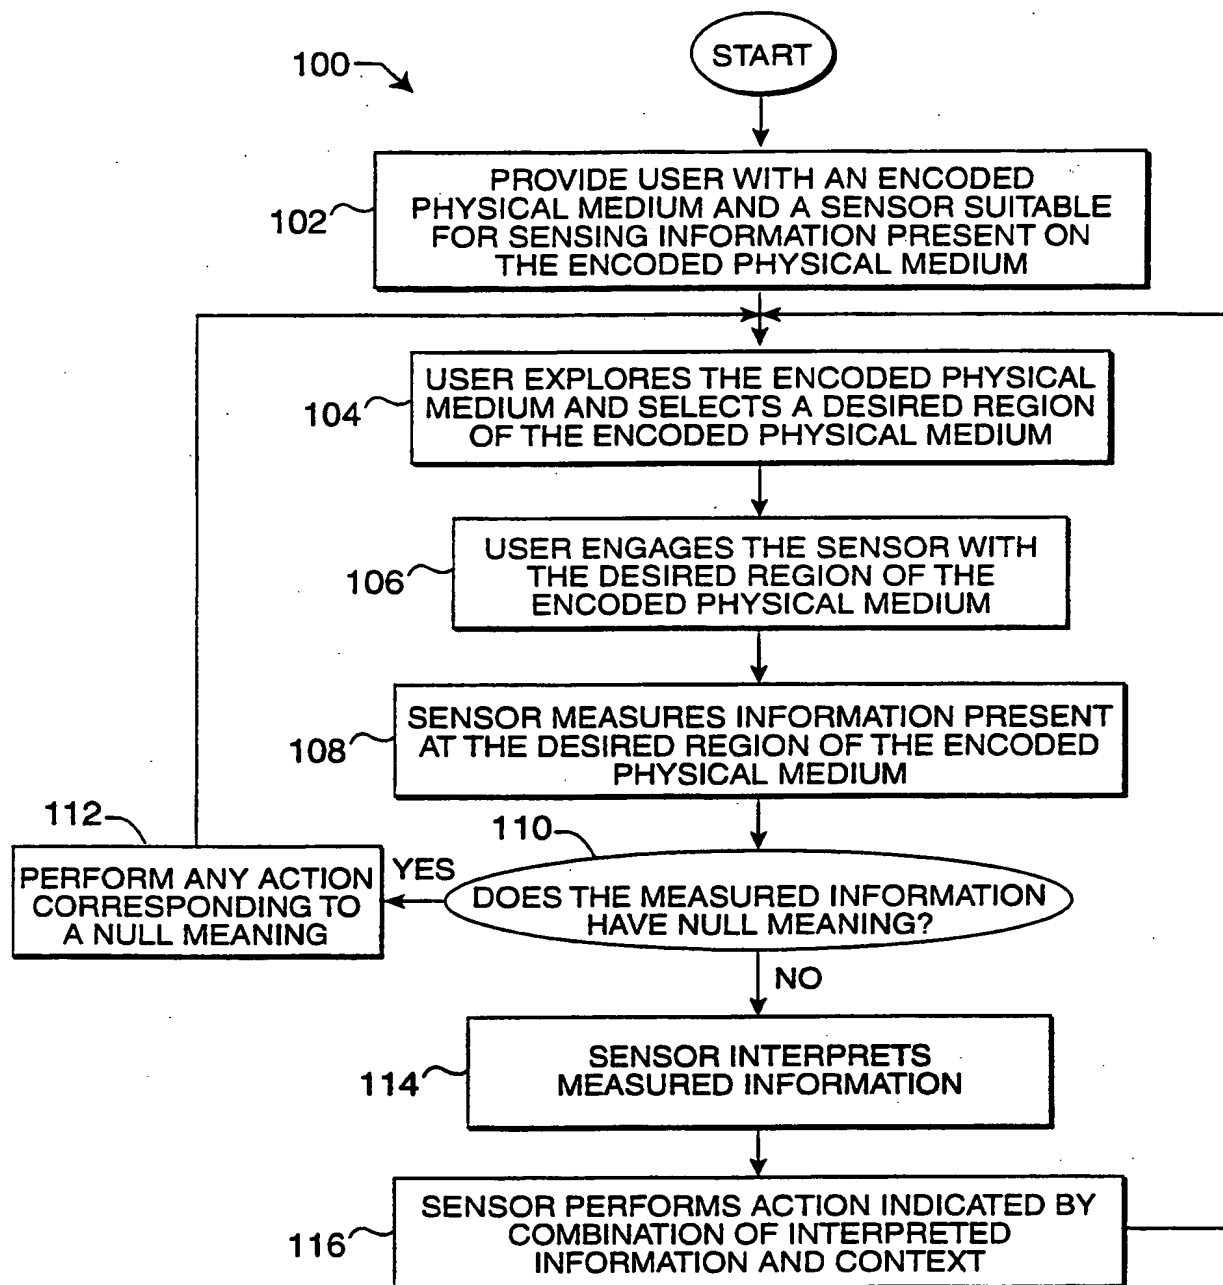 START
100
PROVIDE USER WITH AN ENCODED
PHYSICAL MEDIUM AND A SENSOR SUITABLE
FOR SENSING INFORMATION PRESENT ON
THE ENCODED PHYSICAL MEDIUM
102
USER EXPLORES THE ENCODED PHYSICAL
MEDIUM AND SELECTS A DESIRED REGION
OF THE ENCODED PHYSICAL MEDIUM
104
USER ENGAGES THE SENSOR WITH
THE DESIRED REGION OF THE
ENCODED PHYSICAL MEDIUM
106
SENSOR MEASURES INFORMATION PRESENT
AT THE DESIRED REGION OF THE ENCODED
PHYSICAL MEDIUM
108
110
DOES THE MEASURED INFORMATION
HAVE NULL MEANING?
YES
112
PERFORM ANY ACTION
CORRESPONDING TO
A NULL MEANING
NO
SENSOR INTERPRETS
MEASURED INFORMATION
114
SENSOR PERFORMS ACTION INDICATED BY
COMBINATION OF INTERPRETED
INFORMATION AND CONTEXT
116